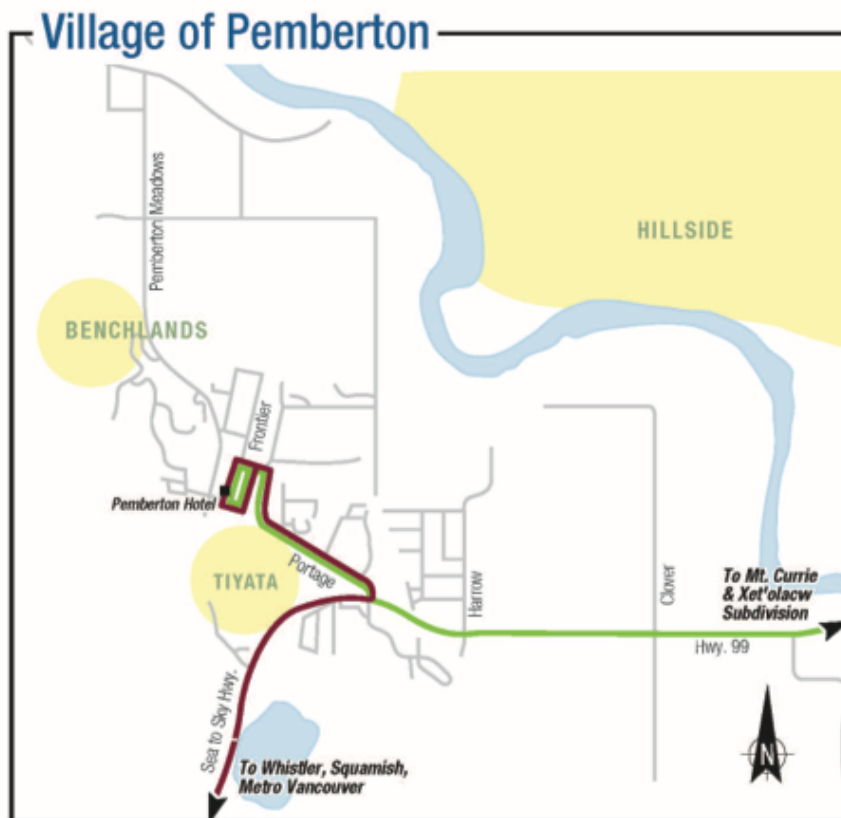 Village of Pemberton
Pemberton Meadows
HILLSIDE
BENCHLANDS
Frontier
Pemberton Hotel
Portage
TIYATA
Harrow
Clover
To Mt. Currie
& Xet'olacw
Subdivision
Hwy. 99
Sea to Sky Hwy.
N
To Whistler, Squamish,
Metro Vancouver